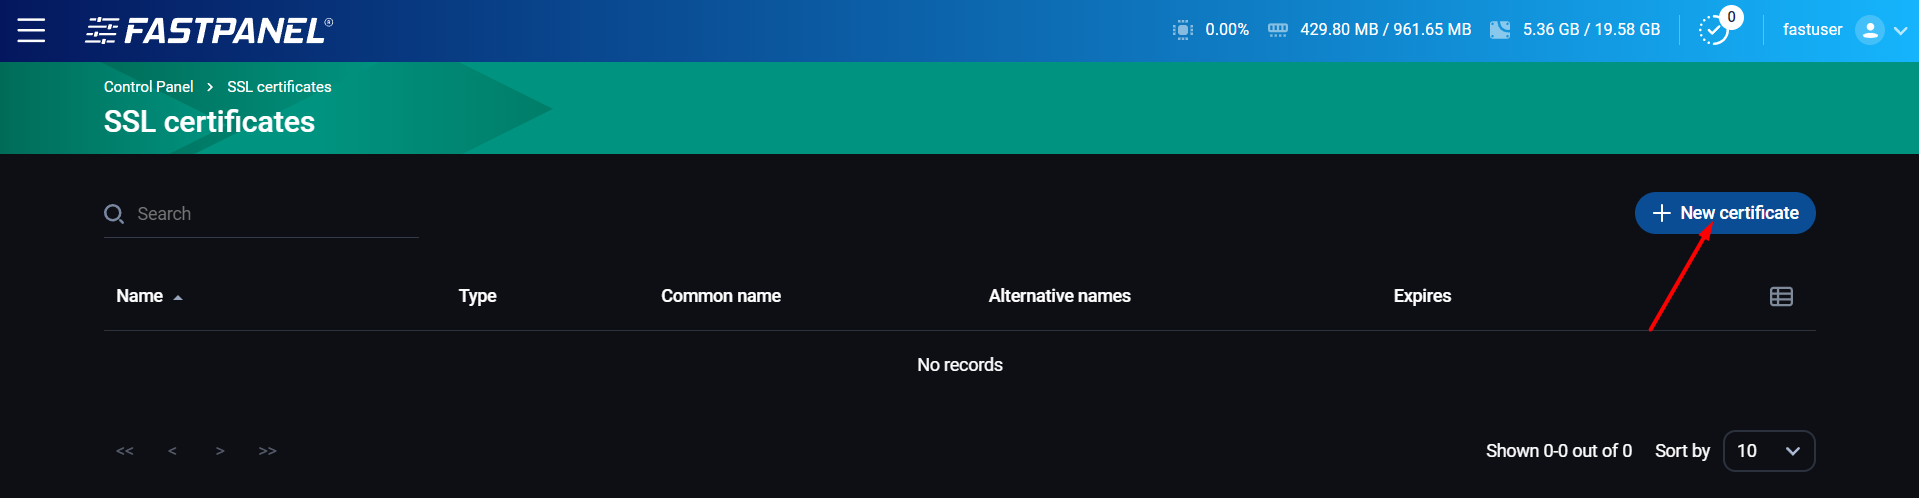 FASTPANEL®
0.00% 429.80 MB / 961.65 MB 5.36 GB / 19.58 GB 0 fastuser
Control Panel > SSL certificates
SSL certificates
Search
+ New certificate
Name Type Common name Alternative names Expires
No records
<< < > >> Shown 0-0 out of 0 Sort by 10